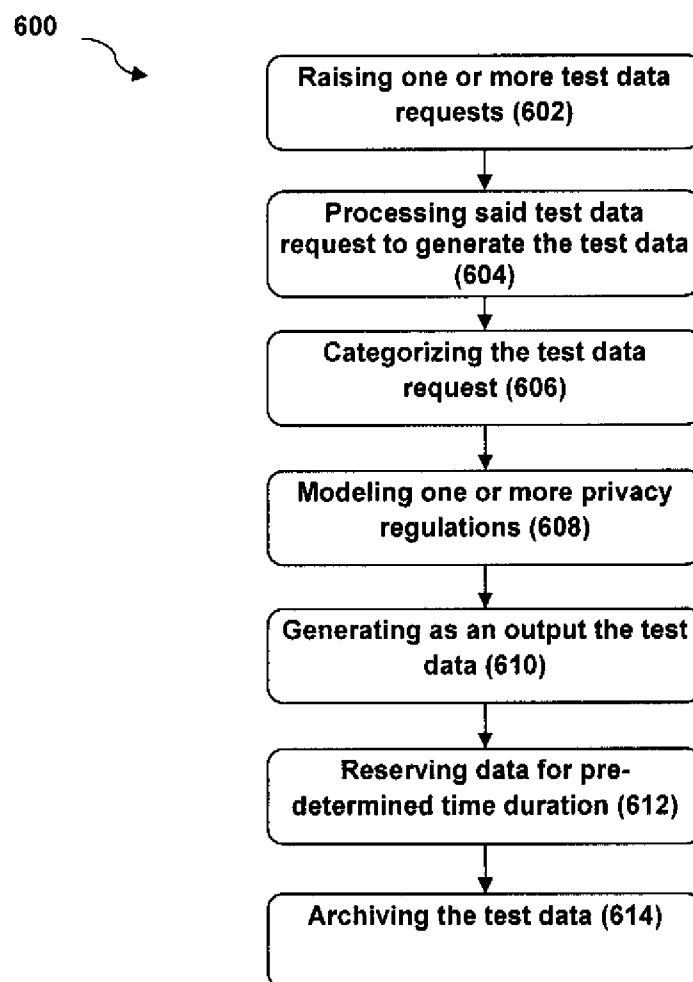 600
Raising one or more test data
requests (602)
Processing said test data
request to generate the test data
(604)
Categorizing the test data
request (606)
Modeling one or more privacy
regulations (608)
Generating as an output the test
data (610)
Reserving data for pre-
determined time duration (612)
Archiving the test data (614)